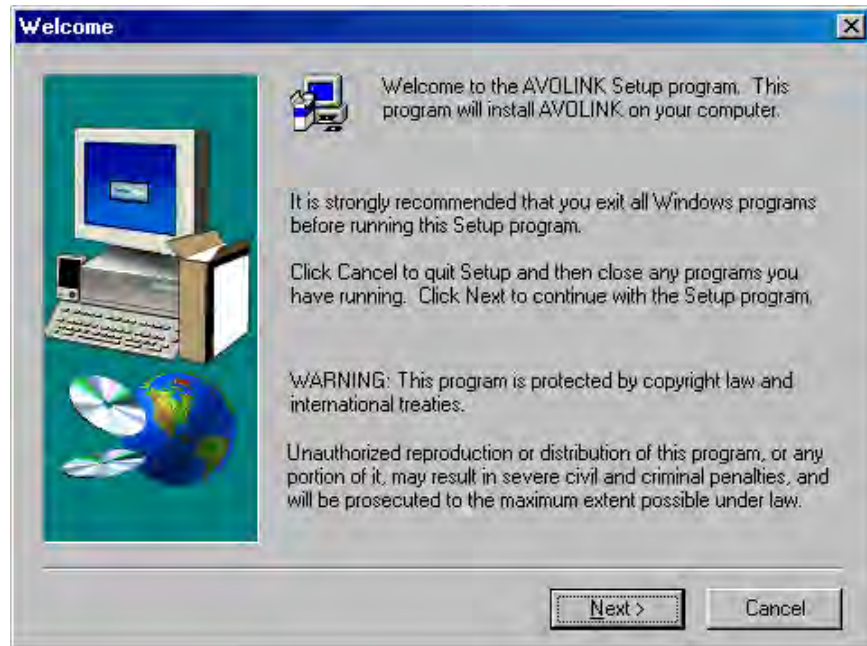 Welcome
Welcome to the AVOLINK Setup program. This
program will install AVOLINK on your computer.
It is strongly recommended that you exit all Windows programs
before running this Setup program.
Click Cancel to quit Setup and then close any programs you
have running. Click Next to continue with the Setup program.
WARNING: This program is protected by copyright law and
international treaties.
Unauthorized reproduction or distribution of this program, or any
portion of it, may result in severe civil and criminal penalties, and
will be prosecuted to the maximum extent possible under law.
Next >
Cancel